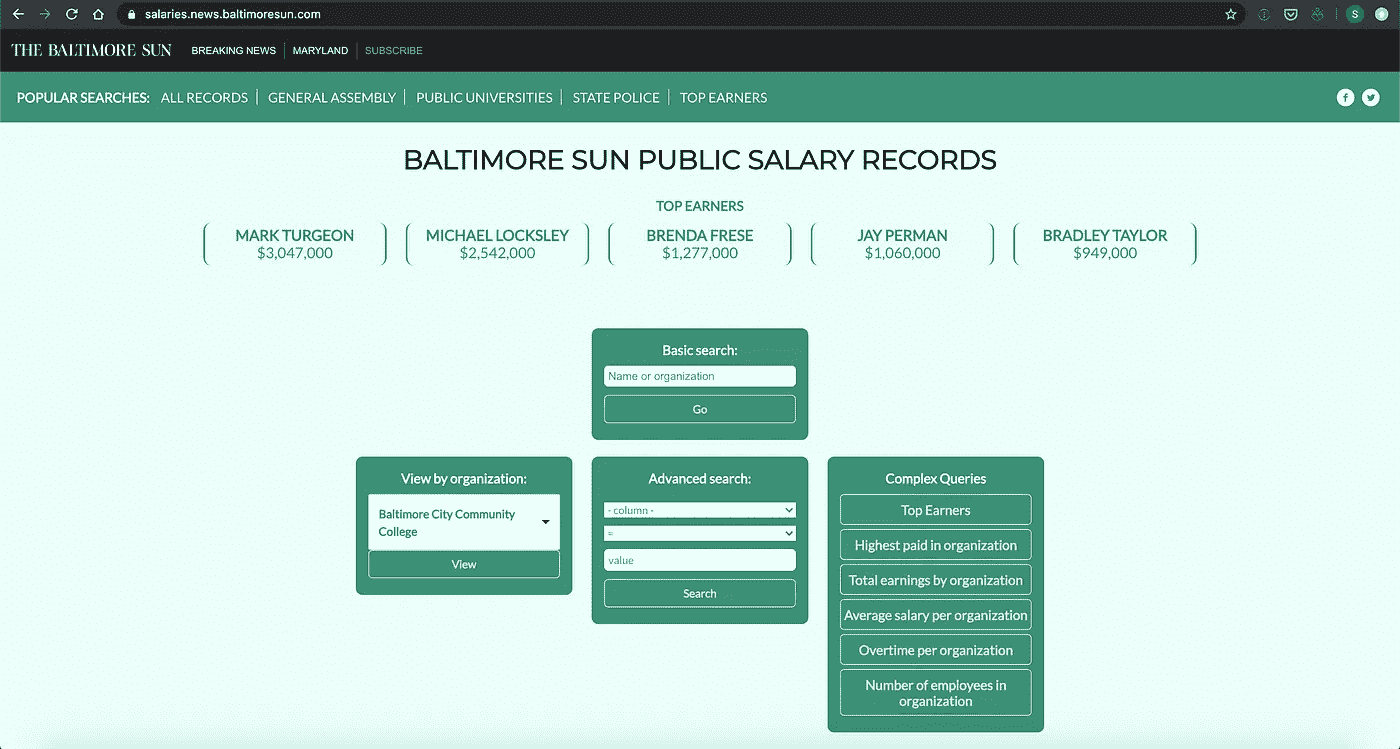 salaries.news.baltimoresun.com
S
THE BALTIMORE SUN BREAKING NEWS MARYLAND SUBSCRIBE
POPULAR SEARCHES: ALL RECORDS GENERAL ASSEMBLY PUBLIC UNIVERSITIES STATE POLICE TOP EARNERS
BALTIMORE SUN PUBLIC SALARY RECORDS
TOP EARNERS
MARK TURGEON
$3,047,000
MICHAEL LOCKSLEY
$2,542,000
BRENDA FRESE
$1,277,000
JAY PERMAN
$1,060,000
BRADLEY TAYLOR
$949,000
Basic search:
Name or organization
Go
View by organization:
Baltimore City Community
College
View
Advanced search:
- column -
=
value
Search
Complex Queries
Top Earners
Highest paid in organization
Total earnings by organization
Average salary per organization
Overtime per organization
Number of employees in
organization